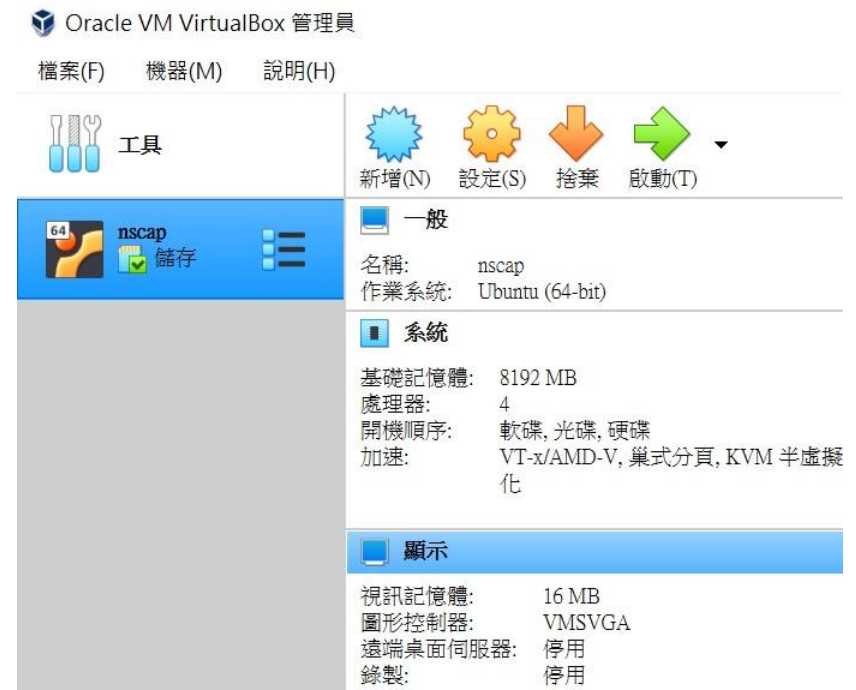 Oracle VM VirtualBox 管理員
檔案(F) 機器(M) 說明(H)
工具
新增(N) 設定(S) 捨棄 啟動(T)
64
nscap
儲存
一般
名稱: nscap
作業系統: Ubuntu (64-bit)
系統
基礎記憶體: 8192 MB
處理器: 4
開機順序: 軟碟, 光碟, 硬碟
加速: VT-x/AMD-V, 巢式分頁, KVM 半虛擬
化
顯示
視訊記憶體: 16 MB
圖形控制器: VMSVGA
遠端桌面伺服器: 停用
錄製: 停用